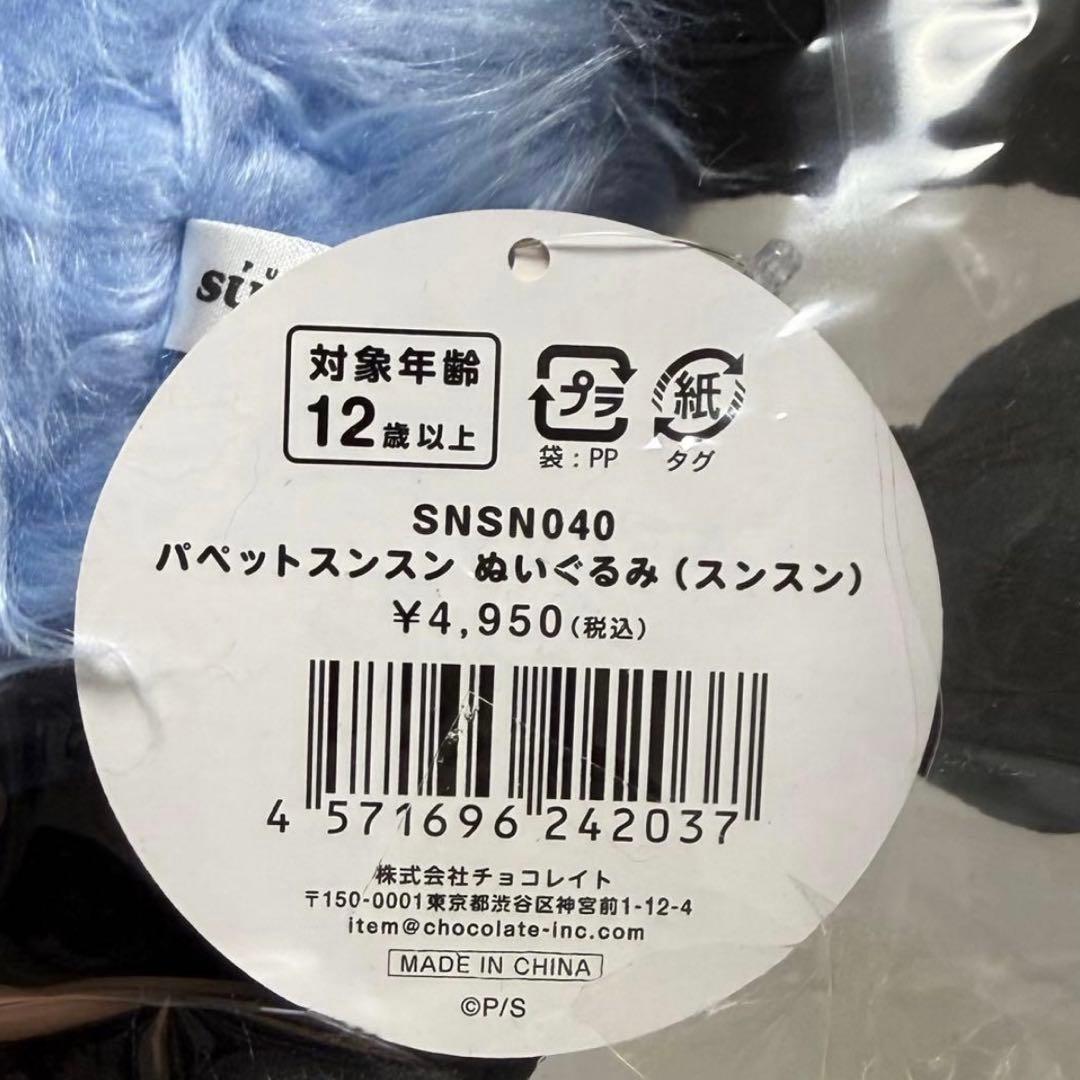 対象年齢
12歳以上
プラ
紙
袋：PP
タグ
SNSN040
パペットスンスン ぬいぐるみ（スンスン）
¥4,950(税込)
4 571696 242037
株式会社チョコレイト
〒150-0001東京都渋谷区神宮前1-12-4
item@chocolate-inc.com
MADE IN CHINA
©P/S